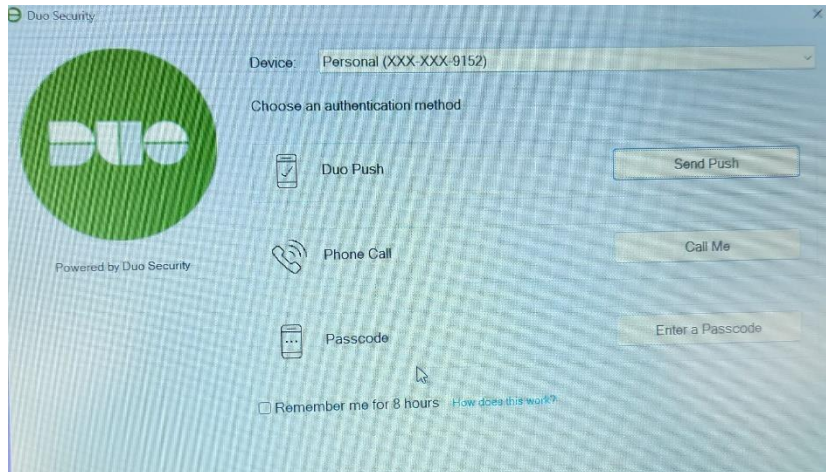 Duo Security
Device: Personal (XXX-XXX-9152)
Choose an authentication method
DUO
Duo Push Send Push
Phone Call Call Me
Powered by Duo Security
Passcode Enter a Passcode
Remember me for 8 hours How does this work?